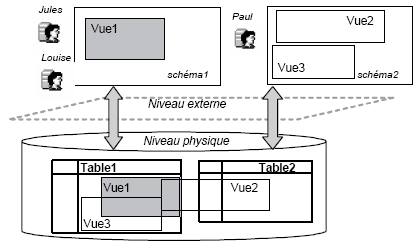 Jules
Vue1
Louise
schéma1
Paul
Vue2
Vue3
schéma2
Niveau externe
Niveau physique
Table1
Vue1
Vue3
Table2
Vue2